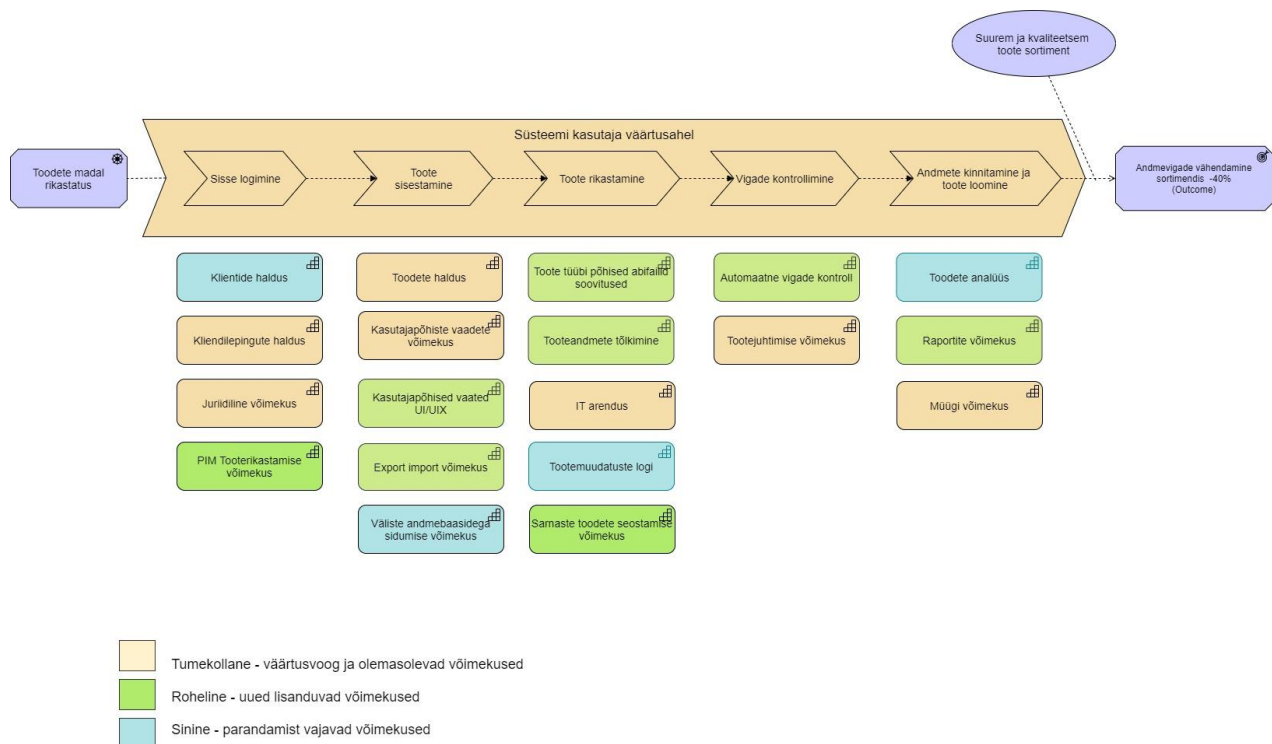 Suurem ja kvaliteetsem
toote sortiment
Süsteemi kasutaja väärtusahel
Toodete madal
rikastatus
Sisse logimine
Toote
sisestamine
Toote rikastamine
Vigade kontrollimine
Andmete kinnitamine ja
toote loomine
Andmevigade vähendamine
sortimendis -40%
(Outcome)
Klientide haldus
Toodete haldus
Toote tüübi põhised abifailid
soovitused
Automaatne vigade kontroll
Toodete analüüs
Kliendilepingute haldus
Kasutajapõhiste vaadete
võimekus
Tooteandmete tõlkimine
Tootejuhtimise võimekus
Raportite võimekus
Juriidiline võimekus
Kasutajapõhised vaated
UI/UIX
IT arendus
Müügi võimekus
PIM Tooterikastamise
võimekus
Export import võimekus
Tootemuudatuste logi
Väliste andmebaasidega
sidumise võimekus
Sarnaste toodete seostamise
võimekus
Tumekollane - väärtusvoog ja olemasolevad võimekused
Roheline - uued lisanduvad võimekused
Sinine - parandamist vajavad võimekused